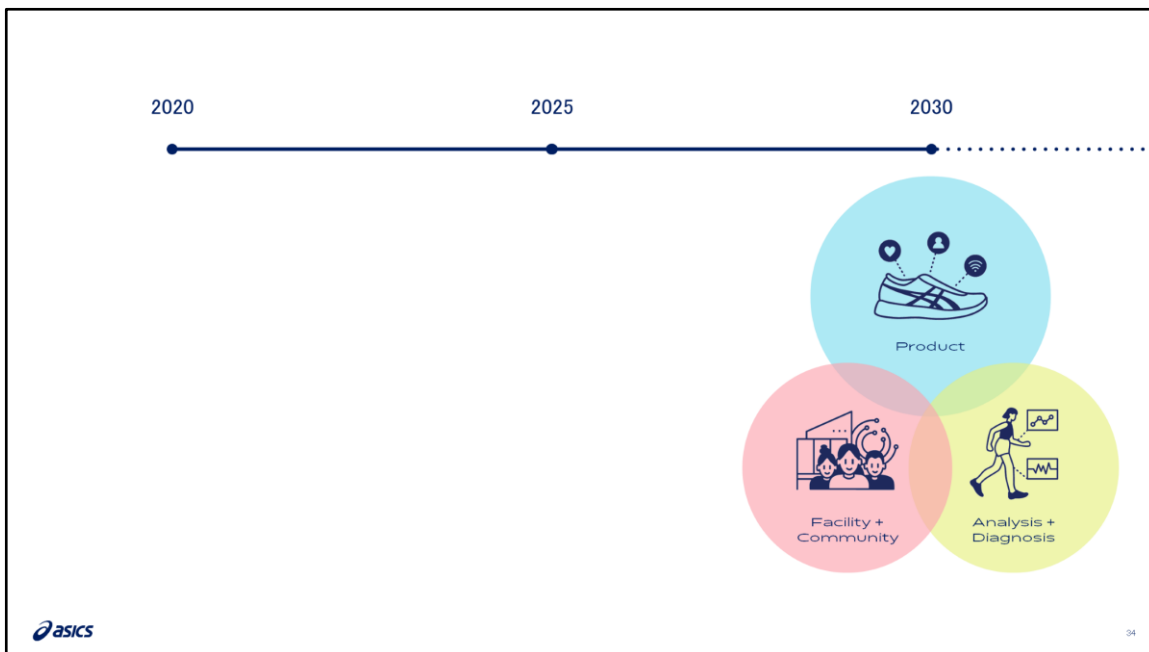 2020 2025 2030
Product
Facility +
Community
Analysis +
Diagnosis
asics
34